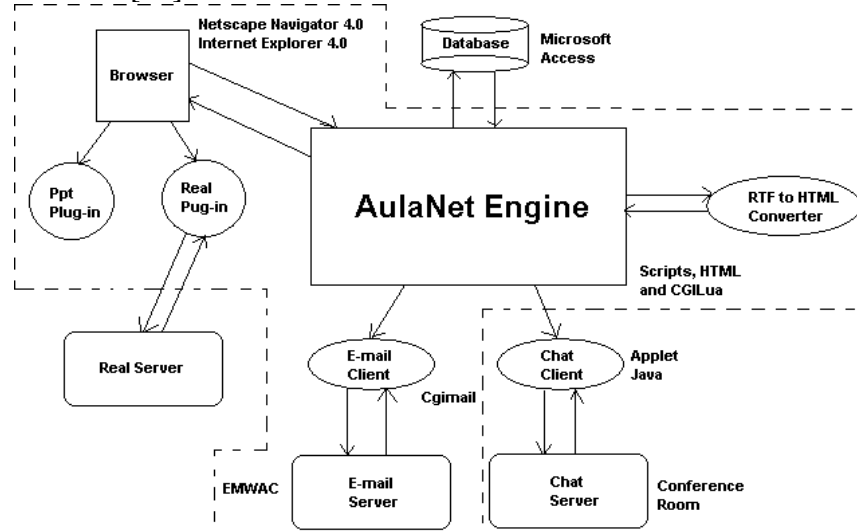 Netscape Navigator 4.0
Internet Explorer 4.0
Browser
Database
Microsoft
Access
Ppt
Plug-in
Real
Pug-in
AulaNet Engine
RTF to HTML
Converter
Scripts, HTML
and CGILua
Real Server
E-mail
Client
Cgimail
Chat
Client
Applet
Java
EMWAC
E-mail
Server
Chat
Server
Conference
Room